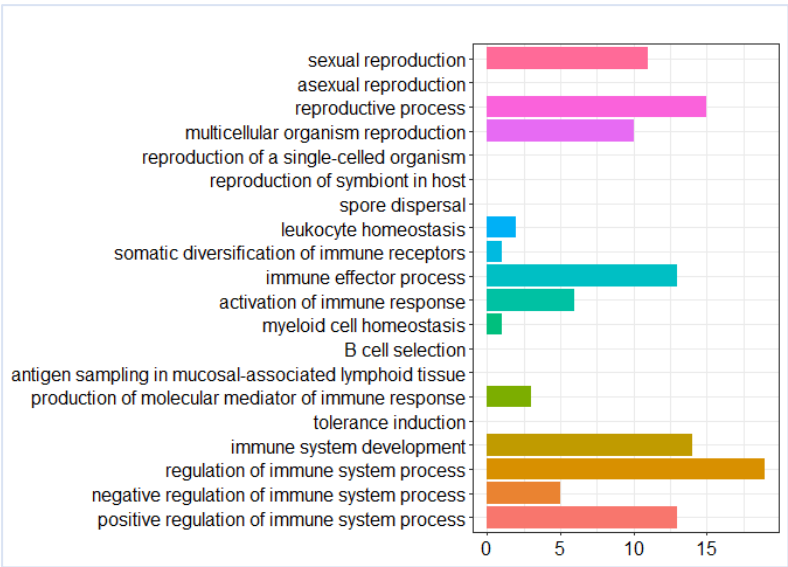 sexual reproduction
asexual reproduction
reproductive process
multicellular organism reproduction
reproduction of a single-celled organism
reproduction of symbiont in host
spore dispersal
leukocyte homeostasis
somatic diversification of immune receptors
immune effector process
activation of immune response
myeloid cell homeostasis
B cell selection
antigen sampling in mucosal-associated lymphoid tissue
production of molecular mediator of immune response
tolerance induction
immune system development
regulation of immune system process
negative regulation of immune system process
positive regulation of immune system process
0 5 10 15